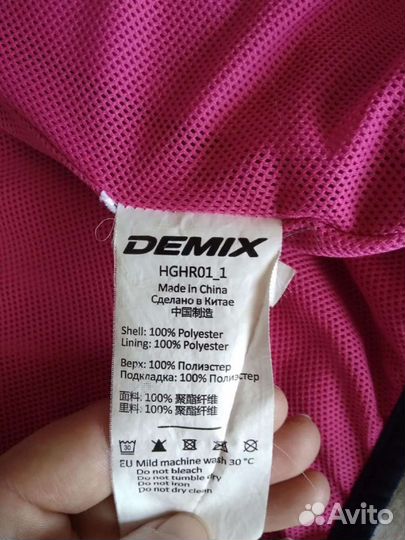 DEMIX
HGHR01_1
Made in China
Сделано в Китае
中国制造
Shell: 100% Polyester
Lining: 100% Polyester
Верх: 100% Полиэстер
Подкладка: 100% Полиэстер
面料: 100% 聚酯纤维
里料: 100% 聚酯纤维
30
EU Mild machine wash 30 °C
Do not bleach
Do not tumble dry
Do not iron
Do not dry clean
Avito